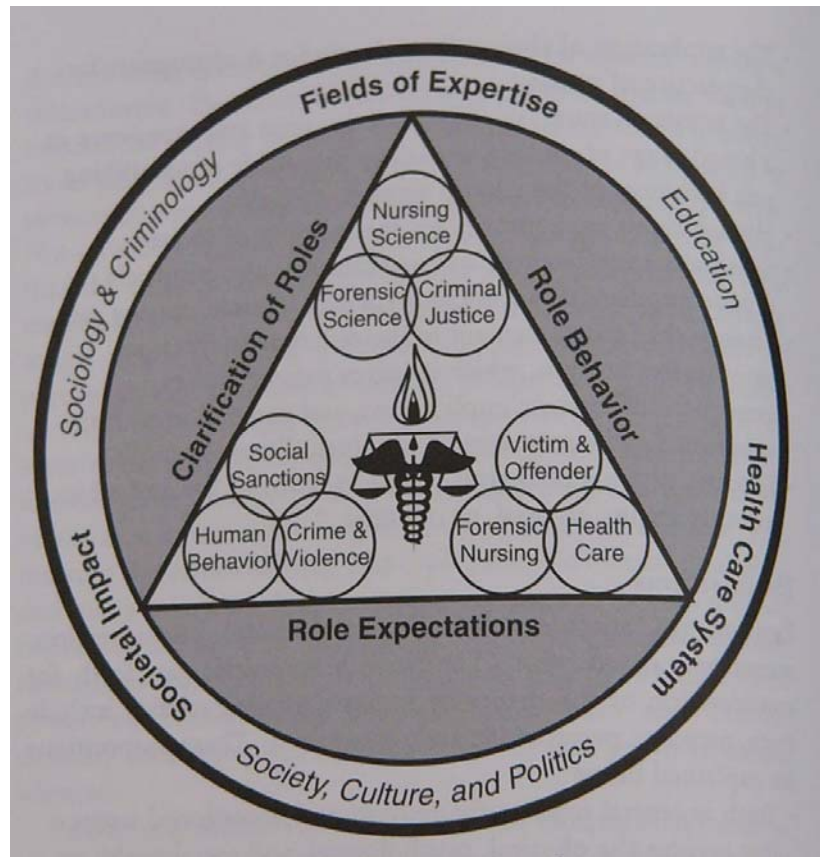 Fields of Expertise
Sociology & Criminology
Education
Clarification of Roles
Role Behavior
Nursing
Science
Forensic
Science
Criminal
Justice
Social
Sanctions
Human
Behavior
Crime &
Violence
Victim &
Offender
Forensic
Nursing
Health
Care
Role Expectations
Societal Impact
Health Care System
Society, Culture, and Politics